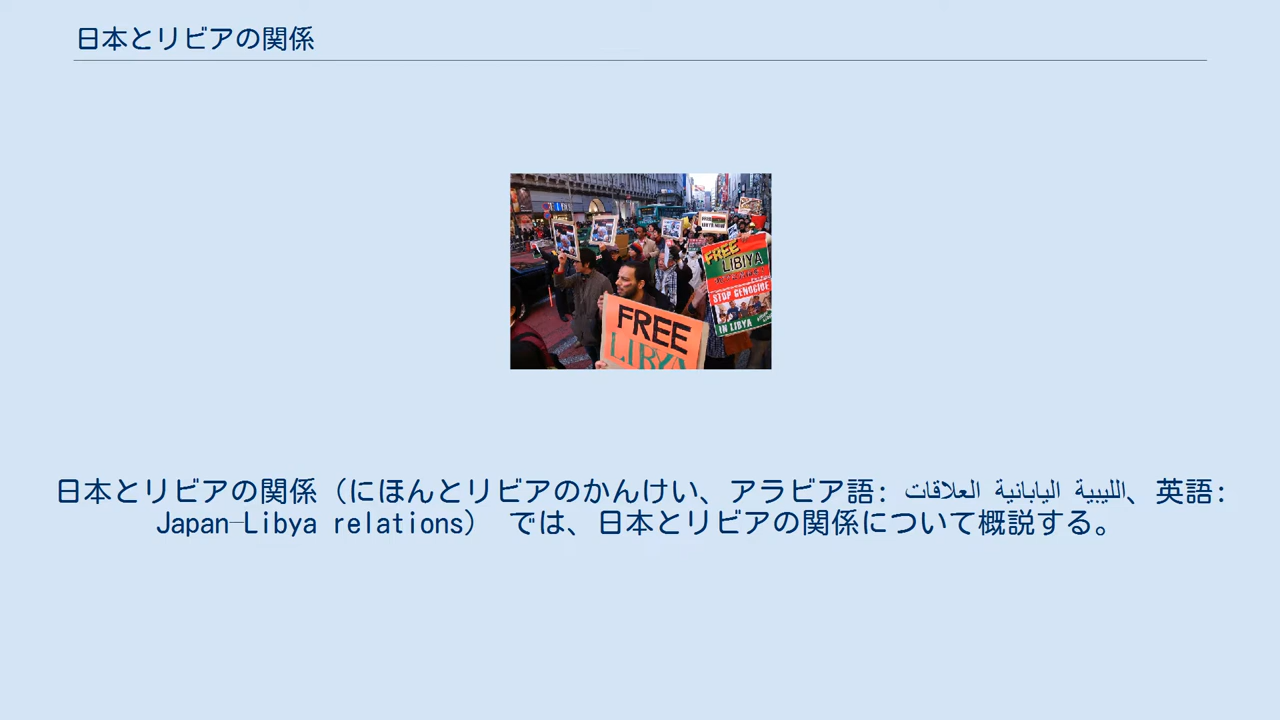 日本とリビアの関係
FREE
LIBIYA
STOP GENOCIDE
IN LIBYA
FREE
LIBYA
日本とリビアの関係（にほんとリビアのかんけい、アラビア語: العلاقات اليابانية الليبية、英語:
Japan–Libya relations） では、日本とリビアの関係について概説する。